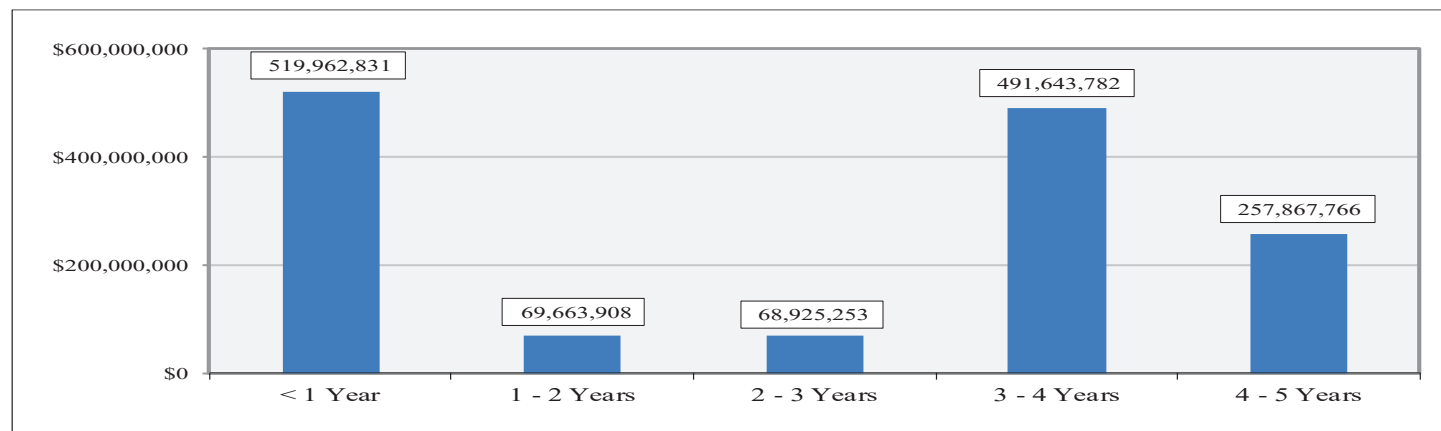 $600,000,000
519,962,831
491,643,782
$400,000,000
257,867,766
$200,000,000
69,663,908
68,925,253
$0
< 1 Year
1 - 2 Years
2 - 3 Years
3 - 4 Years
4 - 5 Years